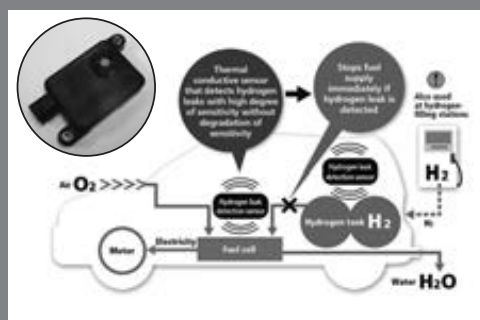 Thermal
conductive sensor
that detects hydrogen
leaks with high degree
of sensitivity without
degradation of
sensitivity
Stops fuel
supply
immediately if
hydrogen leak is
detected
Also used
at hydrogen-
filling stations
H2
Air O2
Hydrogen leak
detection sensor
Hydrogen leak
detection sensor
Hydrogen tank H2
H2
Motor
Electricity
Fuel cell
Water H2O